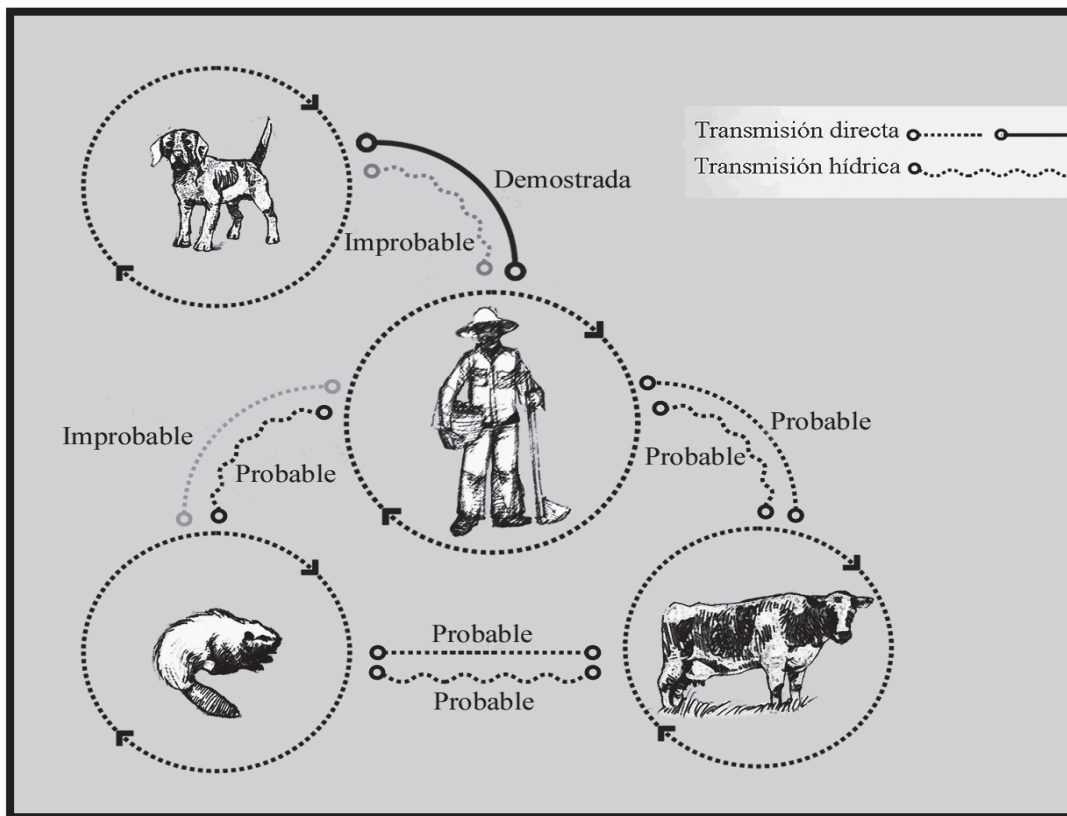 Transmisión directa
Transmisión hídrica
Demostrada
Improbable
Improbable
Probable
Probable
Probable
Probable
Probable